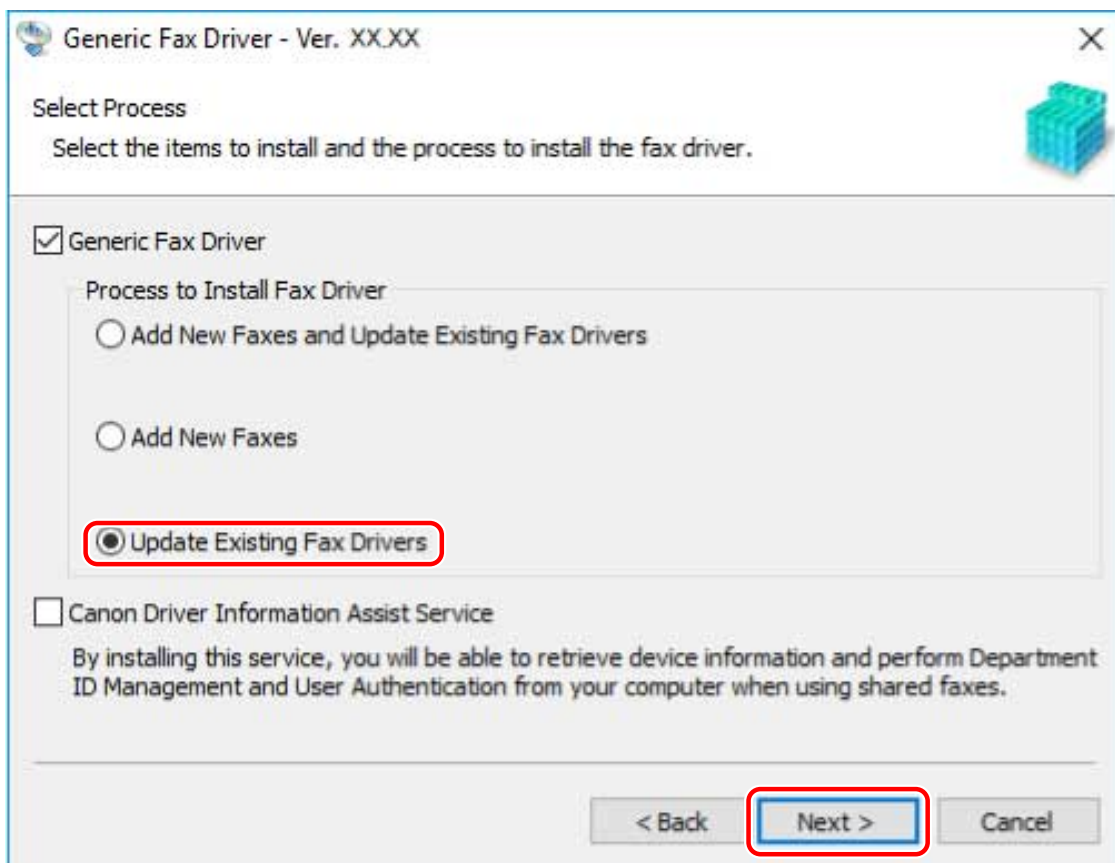 Generic Fax Driver - Ver. XX.XX
Select Process
Select the items to install and the process to install the fax driver.
Generic Fax Driver
Process to Install Fax Driver
Add New Faxes and Update Existing Fax Drivers
Add New Faxes
Update Existing Fax Drivers
Canon Driver Information Assist Service
By installing this service, you will be able to retrieve device information and perform Department
ID Management and User Authentication from your computer when using shared faxes.
< Back Next > Cancel